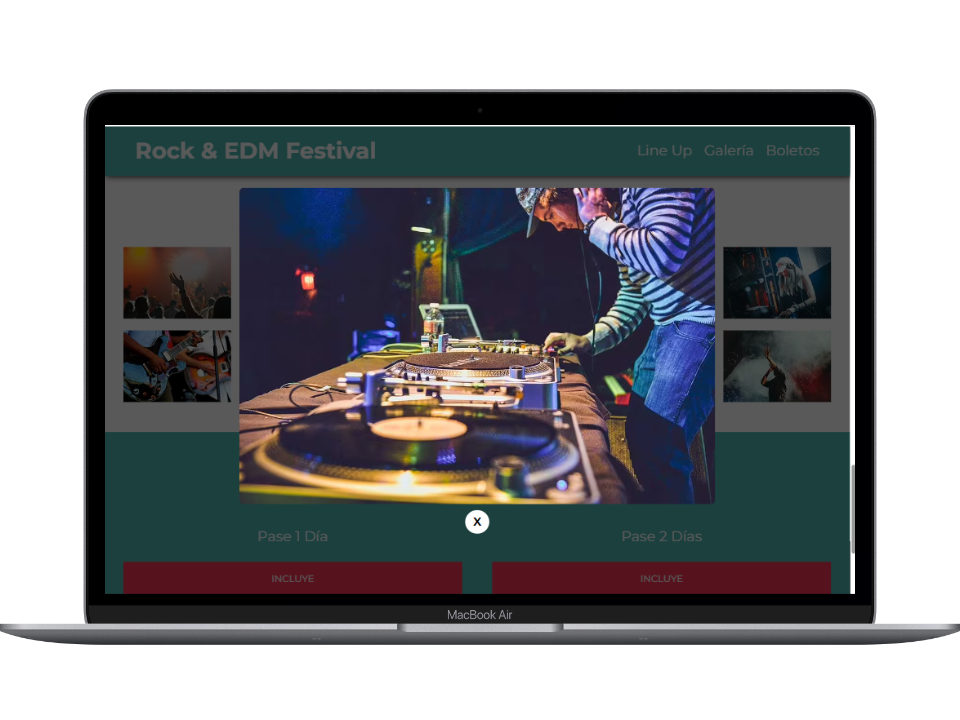 Rock & EDM Festival
Line Up Galería Boletos
X
Pase 1 Día
Pase 2 Días
INCLUYE
INCLUYE
MacBook Air